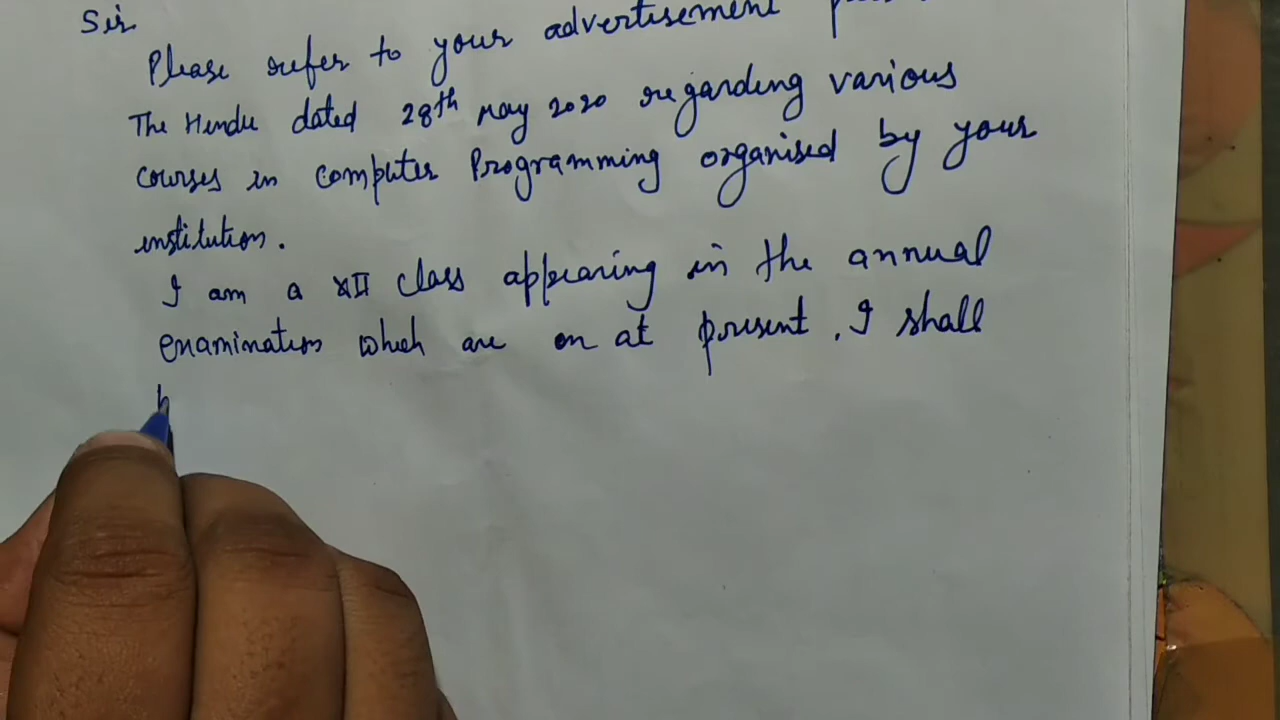 Sir
Please refer to your advertisement
The Hindu dated 28th May 2020 regarding various
courses in computer Programming organised by your
institution.
I am a XII class appearing in the annual
examination which are on at present, I shall